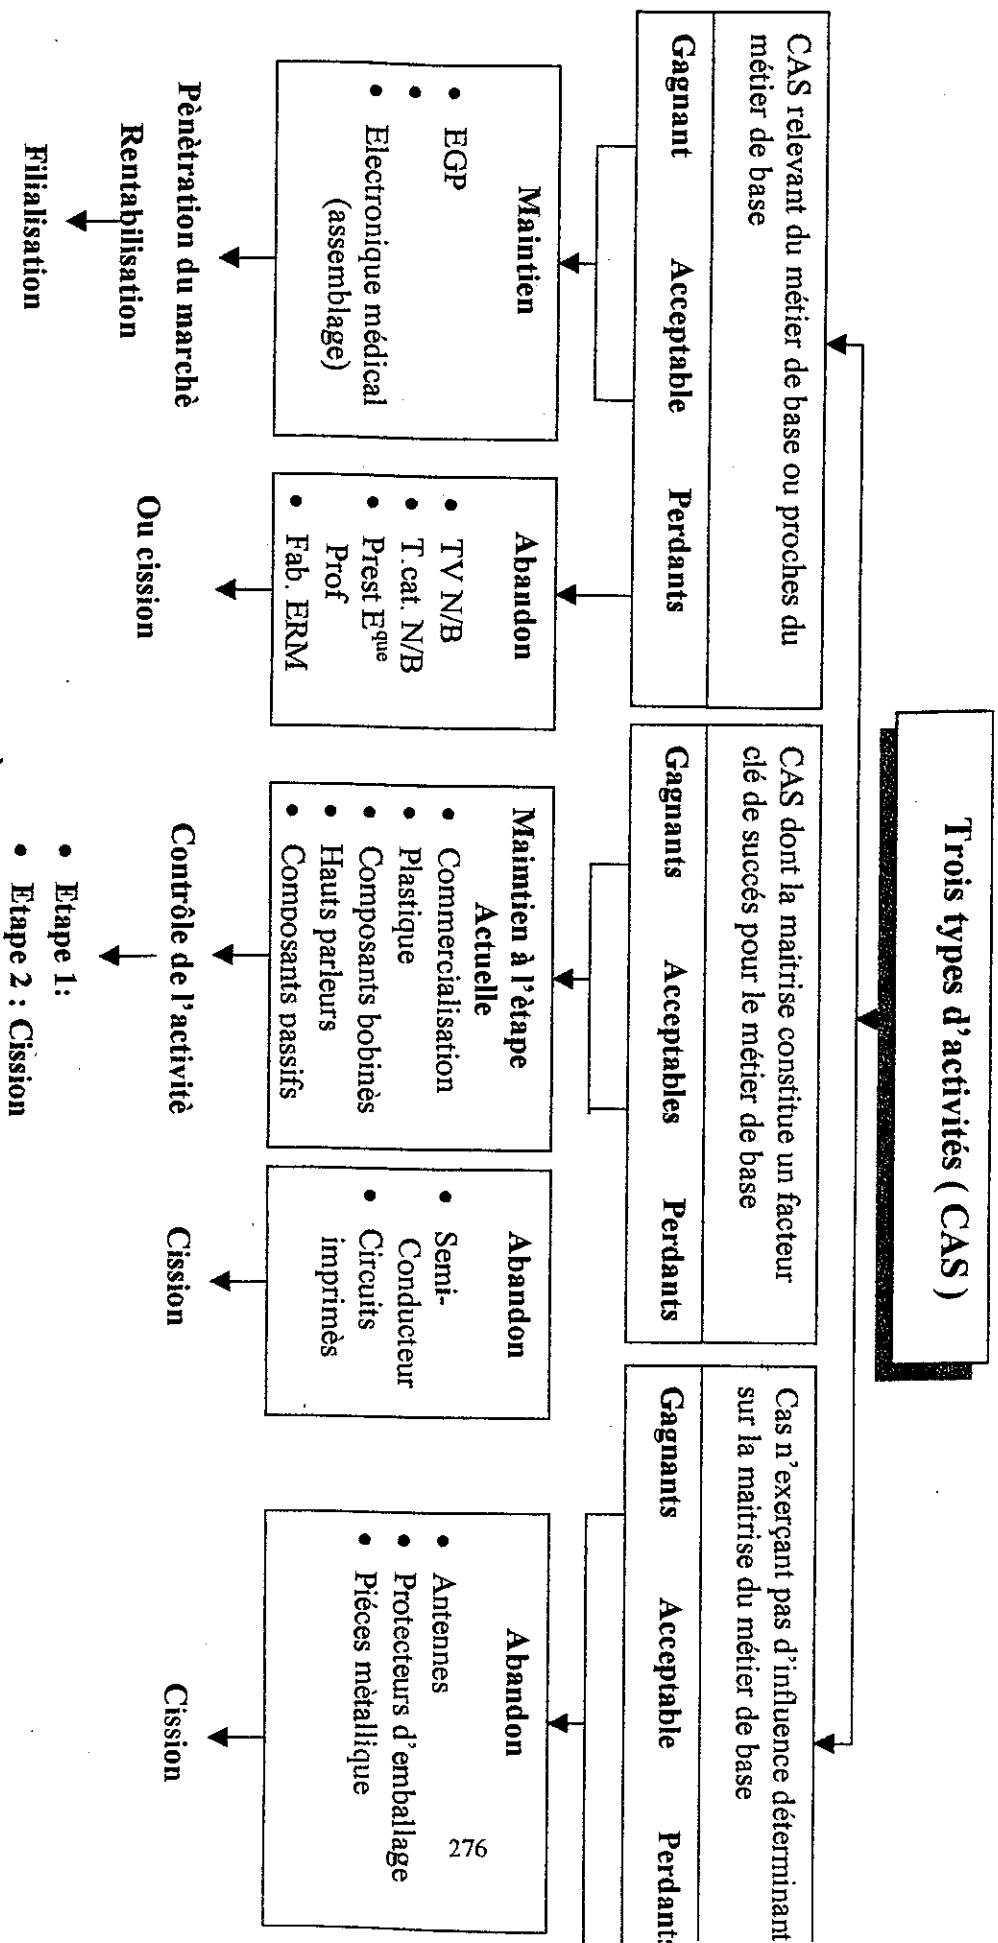 Trois types d'activités ( CAS )
CAS relevant du métier de base ou proches du
métier de base
Gagnant Acceptable Perdants
CAS dont la maitrise constitue un facteur
clé de succés pour le métier de base
Gagnants Acceptables Perdants
Cas n'exerçant pas d'influence déterminant
sur la maitrise du métier de base
Gagnants Acceptable Perdants
Maintien
• EGP
•
• Electronique médical
(assemblage)
Abandon
• TV N/B
• T.cat. N/B
• Prest Eque
Prof
• Fab. ERM
Maimtien à l'ètape
Actuelle
• Commercialisation
• Plastique
• Composants bobinès
• Hauts parleurs
• Composants passifs
Abandon
• Semi-
Conducteur
• Circuits
imprimès
Abandon
• Antennes
• Protecteurs d'emballage
• Piéces mètallique
Pènètration du marchè
Rentabilisation
Filialisation
Ou cission
Contrôle de l'activitè
• Etape 1:
• Etape 2 : Cission
Cission
Cission
276